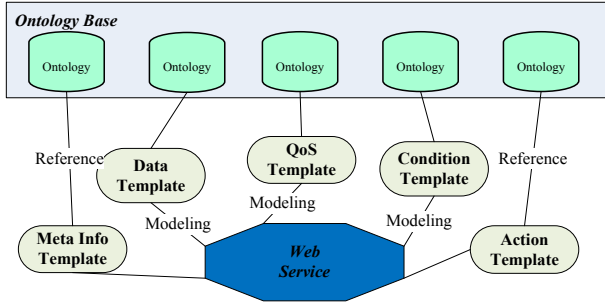 Ontology Base
Ontology
Ontology
Ontology
Ontology
Ontology
Reference
Data
Template
QoS
Template
Condition
Template
Reference
Modeling
Modeling
Modeling
Meta Info
Template
Web
Service
Action
Template